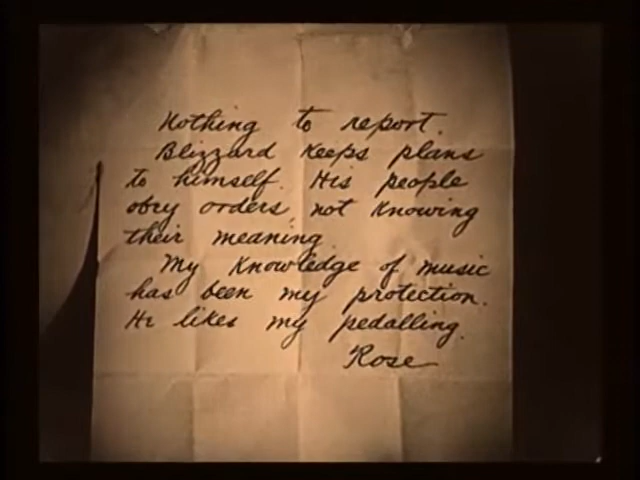 Nothing to report.
Blizzard keeps plans
to himself. His people
obey orders, not knowing
their meaning.
My knowledge of music
has been my protection.
He likes my pedalling.
Rose